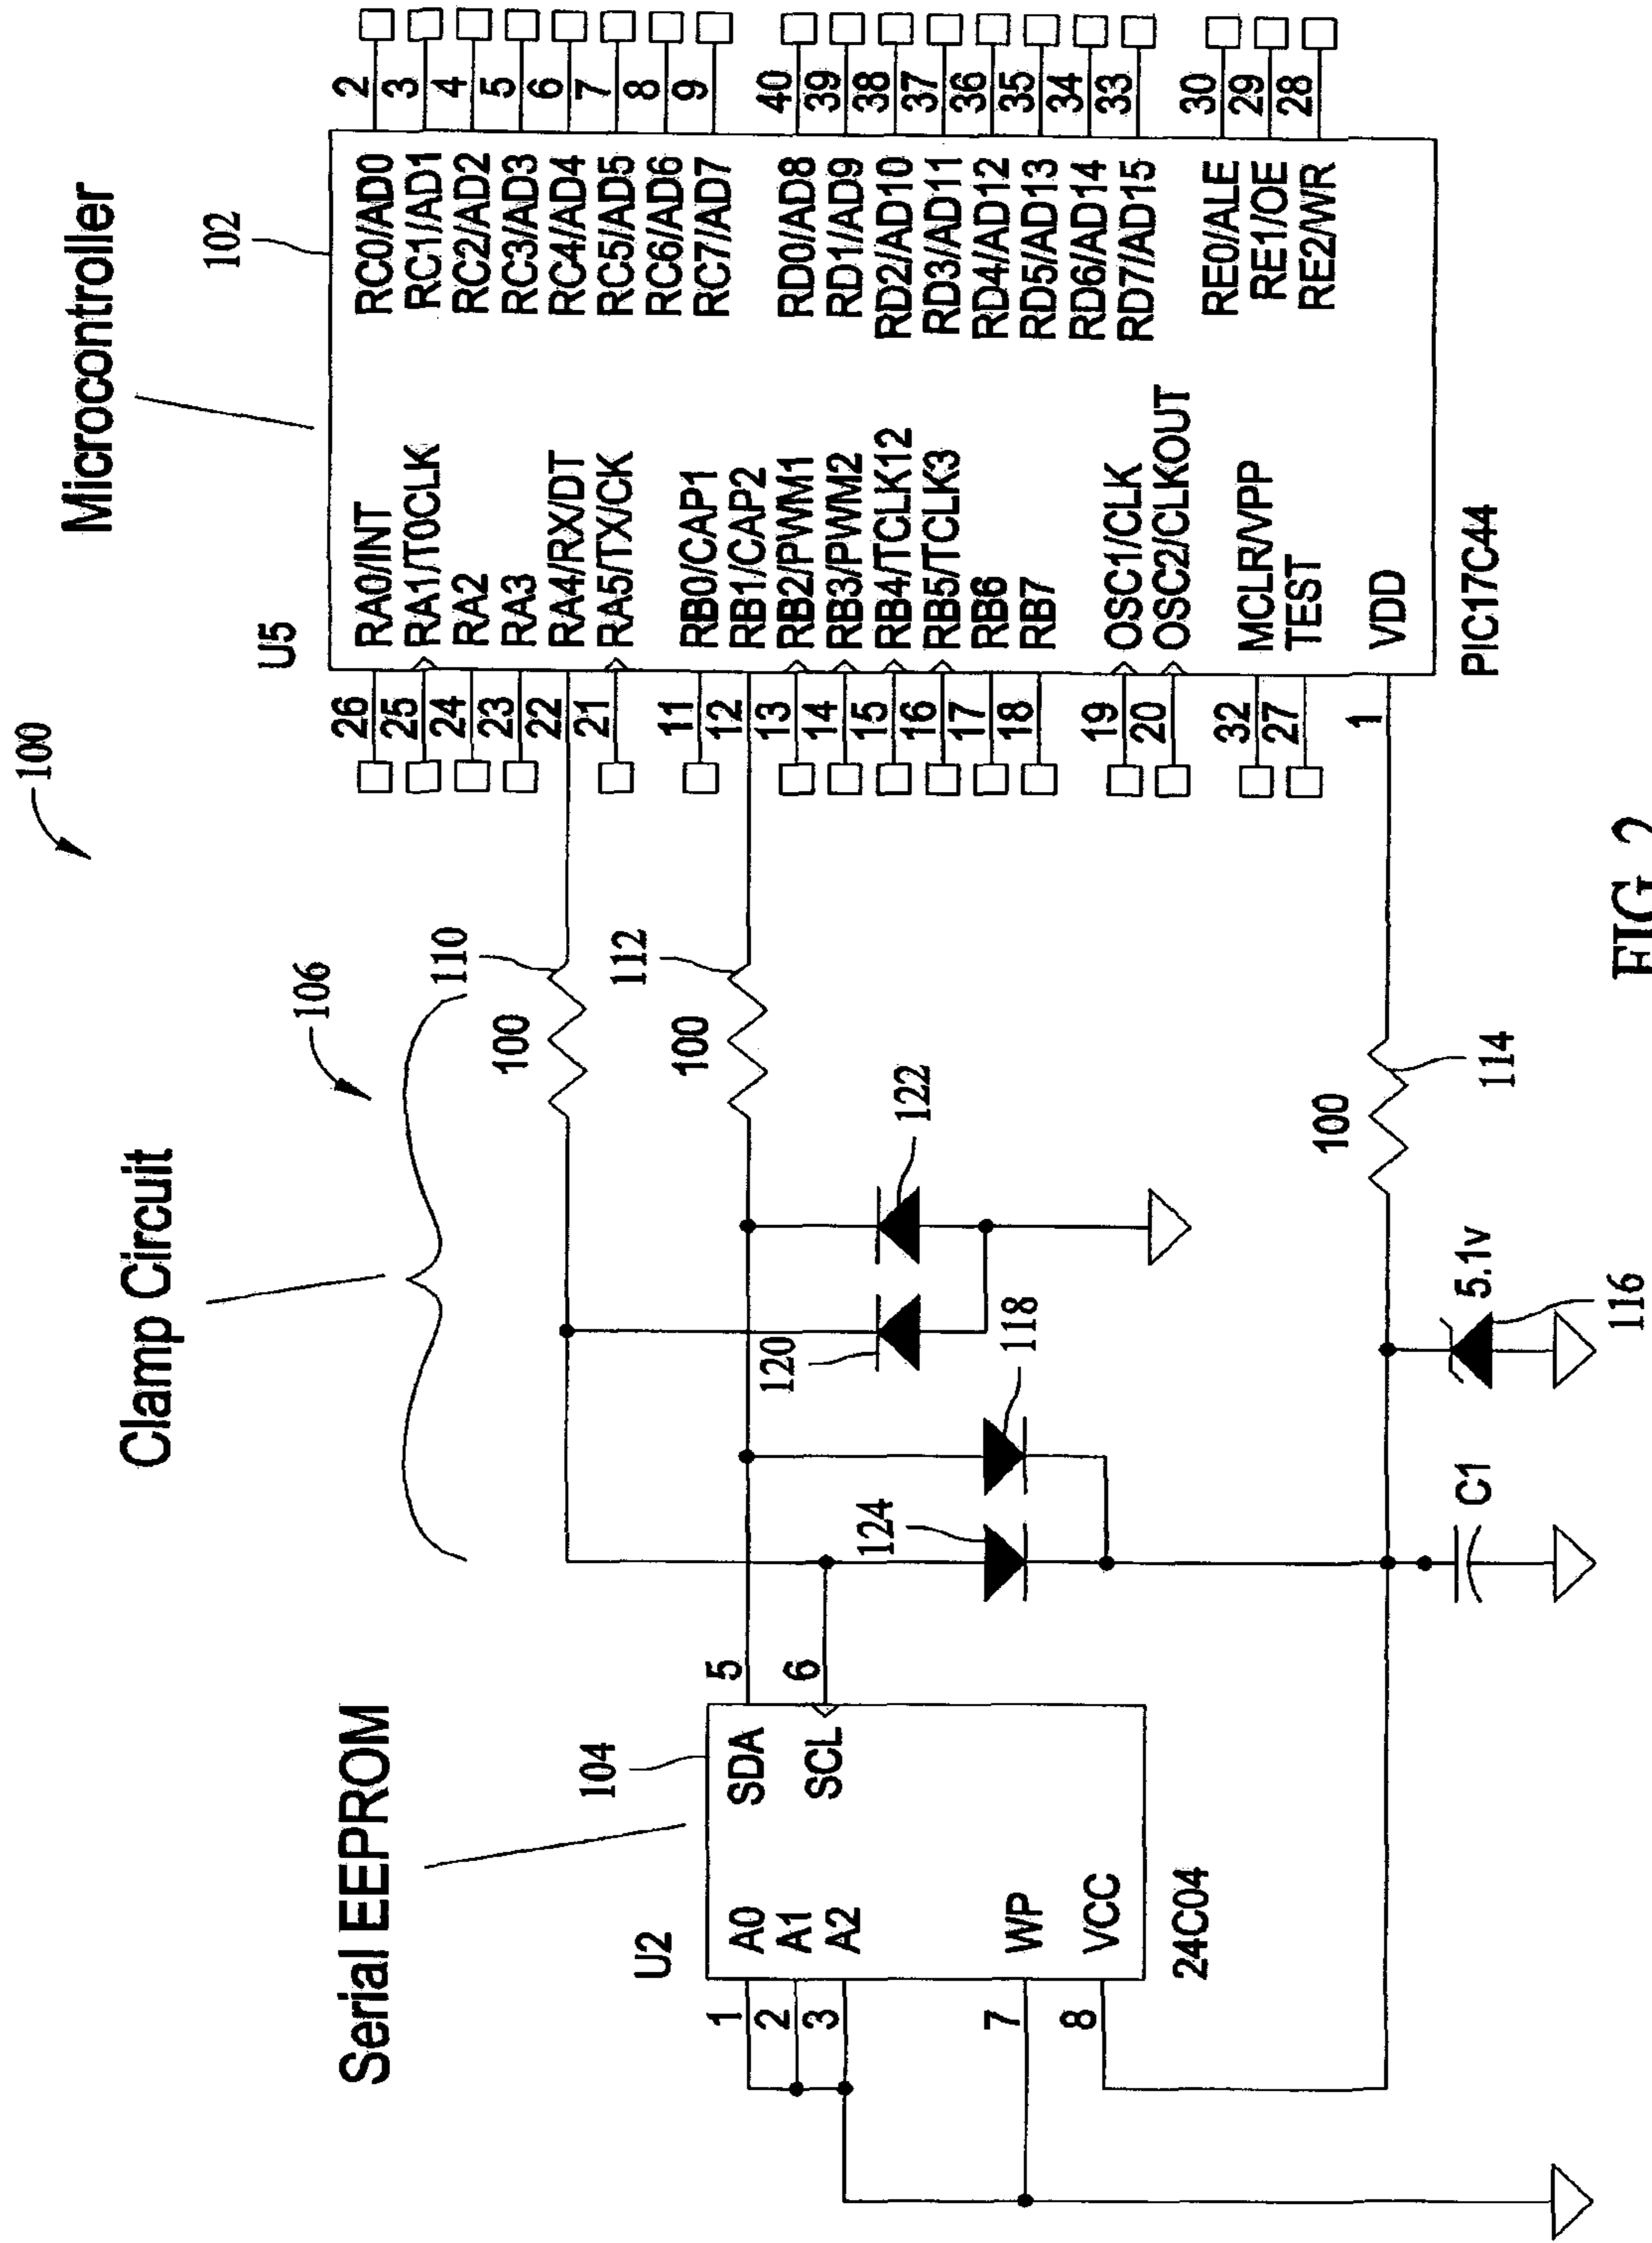 100
Serial EEPROM
Clamp Circuit
Microcontroller
106
102
104
U2
U5
1
2
3
7
8
A0
A1
A2
WP
VCC
SDA
SCL
5
6
24C04
110
100
112
100
122
120
118
124
100
114
5.1v
116
C1
26
25
24
23
22
21
11
12
13
14
15
16
17
18
19
20
32
27
1
RA0/INT
RA1/T0CLK
RA2
RA3
RA4/RX/DT
RA5/TX/CK
RB0/CAP1
RB1/CAP2
RB2/PWM1
RB3/PWM2
RB4/TCLK12
RB5/TCLK3
RB6
RB7
OSC1/CLK
OSC2/CLKOUT
MCLR/VPP
TEST
VDD
RC0/AD0
RC1/AD1
RC2/AD2
RC3/AD3
RC4/AD4
RC5/AD5
RC6/AD6
RC7/AD7
RD0/AD8
RD1/AD9
RD2/AD10
RD3/AD11
RD4/AD12
RD5/AD13
RD6/AD14
RD7/AD15
RE0/ALE
RE1/OE
RE2/WR
2
3
4
5
6
7
8
9
40
39
38
37
36
35
34
33
30
29
28
PIC17C44
FIG. 2